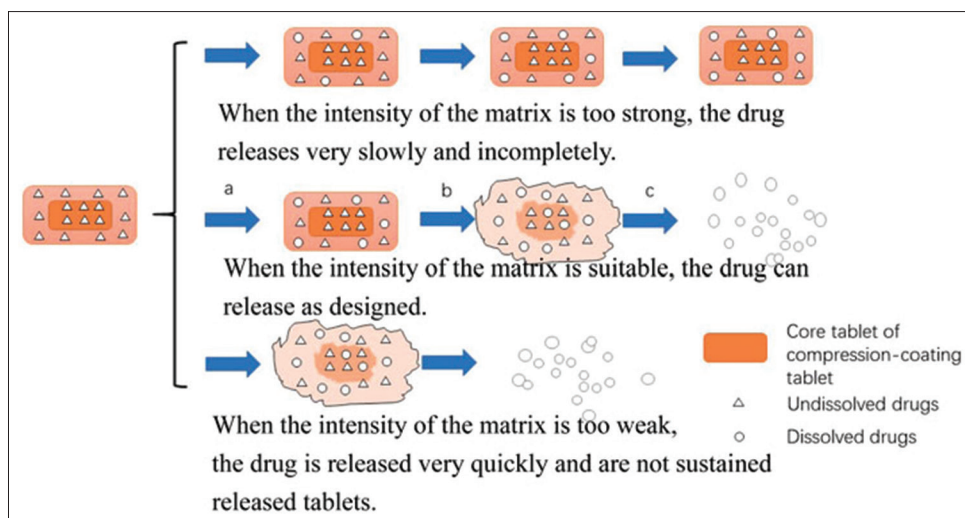 When the intensity of the matrix is too strong, the drug
releases very slowly and incompletely.
a
b
c
When the intensity of the matrix is suitable, the drug can
release as designed.
When the intensity of the matrix is too weak,
the drug is released very quickly and are not sustained
released tablets.
Core tablet of
compression-coating
tablet
Undissolved drugs
Dissolved drugs